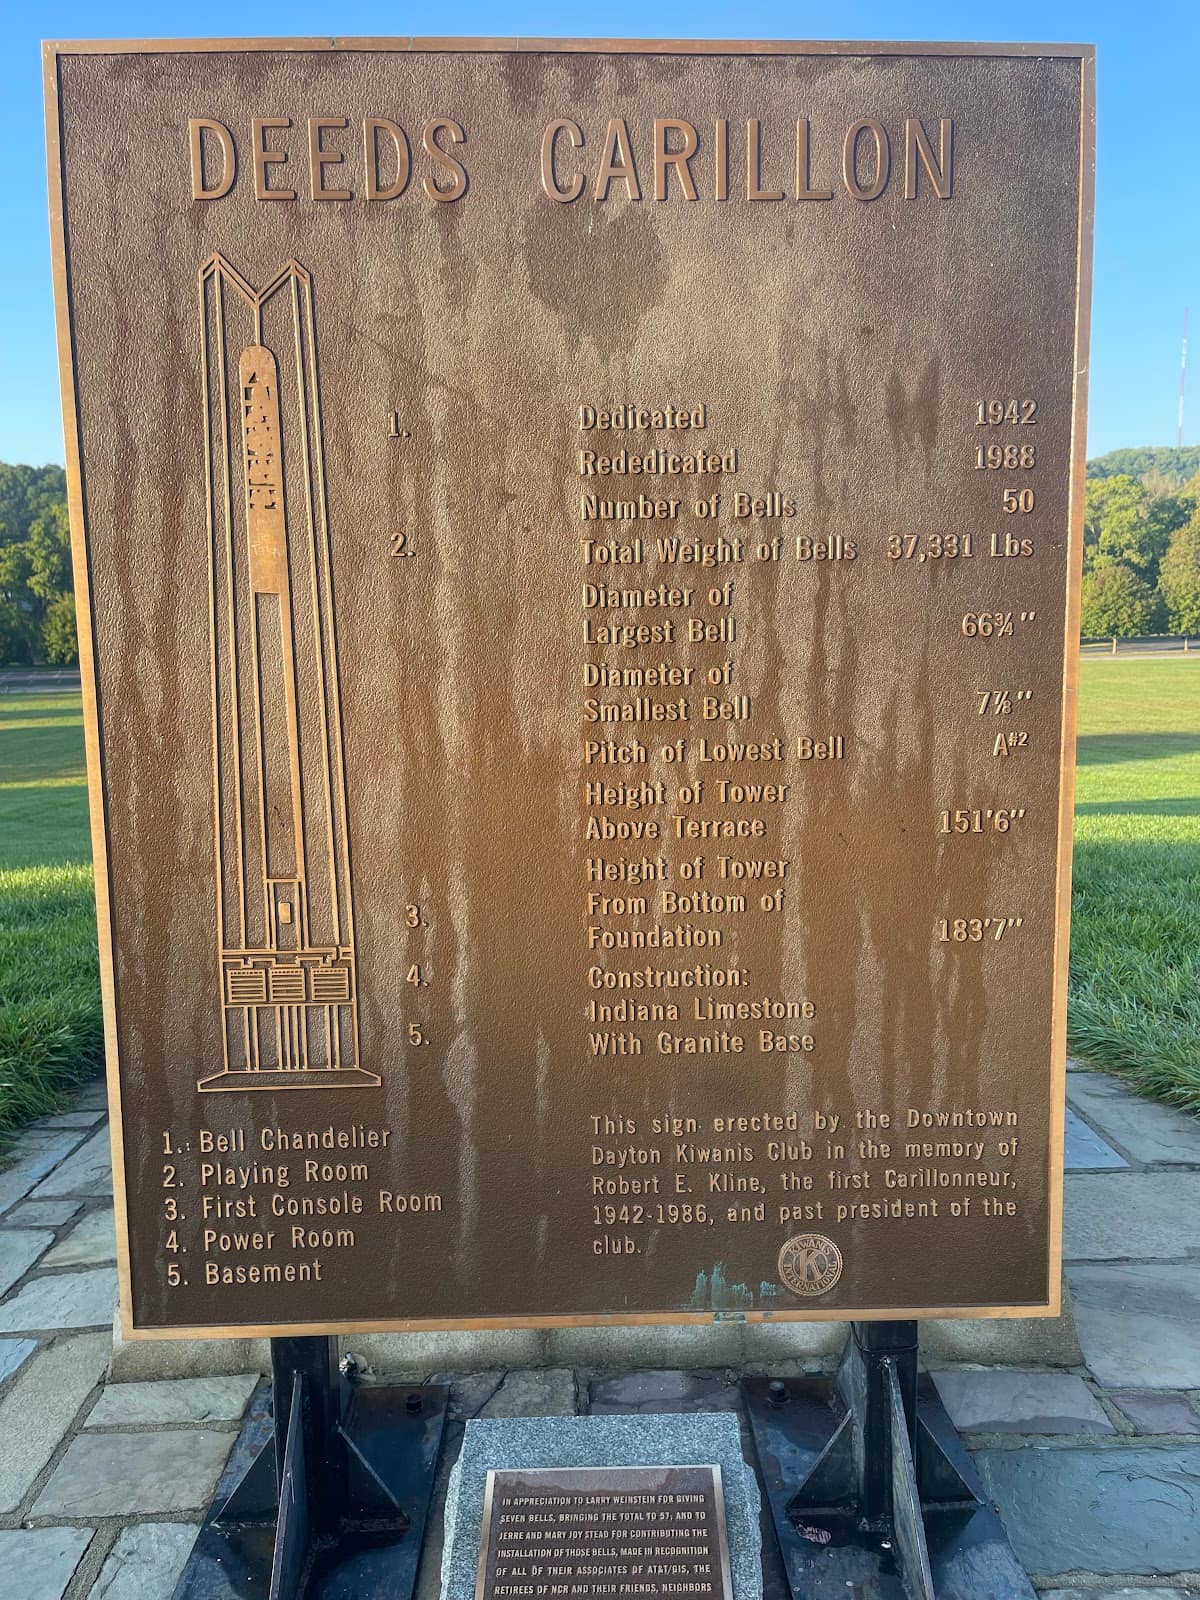 DEEDS CARILLON
1.
2.
3.
4.
5.
Dedicated 1942
Rededicated 1988
Number of Bells 50
Total Weight of Bells 37,331 Lbs
Diameter of
Largest Bell 66¾"
Diameter of
Smallest Bell 7⅞"
Pitch of Lowest Bell A#2
Height of Tower
Above Terrace 151'6"
Height of Tower
From Bottom of
Foundation 183'7"
Construction:
Indiana Limestone
With Granite Base
1. Bell Chandelier
2. Playing Room
3. First Console Room
4. Power Room
5. Basement
This sign erected by the Downtown
Dayton Kiwanis Club in the memory of
Robert E. Kline, the first Carillonneur,
1942-1986, and past president of the
club.
KIWANIS
K
INTERNATIONAL
IN APPRECIATION TO LARRY WEINSTEIN FOR GIVING
SEVEN BELLS, BRINGING THE TOTAL TO 57; AND TO
JERRE AND MARY JOY STEAD FOR CONTRIBUTING THE
INSTALLATION OF THOSE BELLS, MADE IN RECOGNITION
OF ALL OF THEIR ASSOCIATES OF AT&T/GIS, THE
RETIREES OF NCR AND THEIR FRIENDS, NEIGHBORS